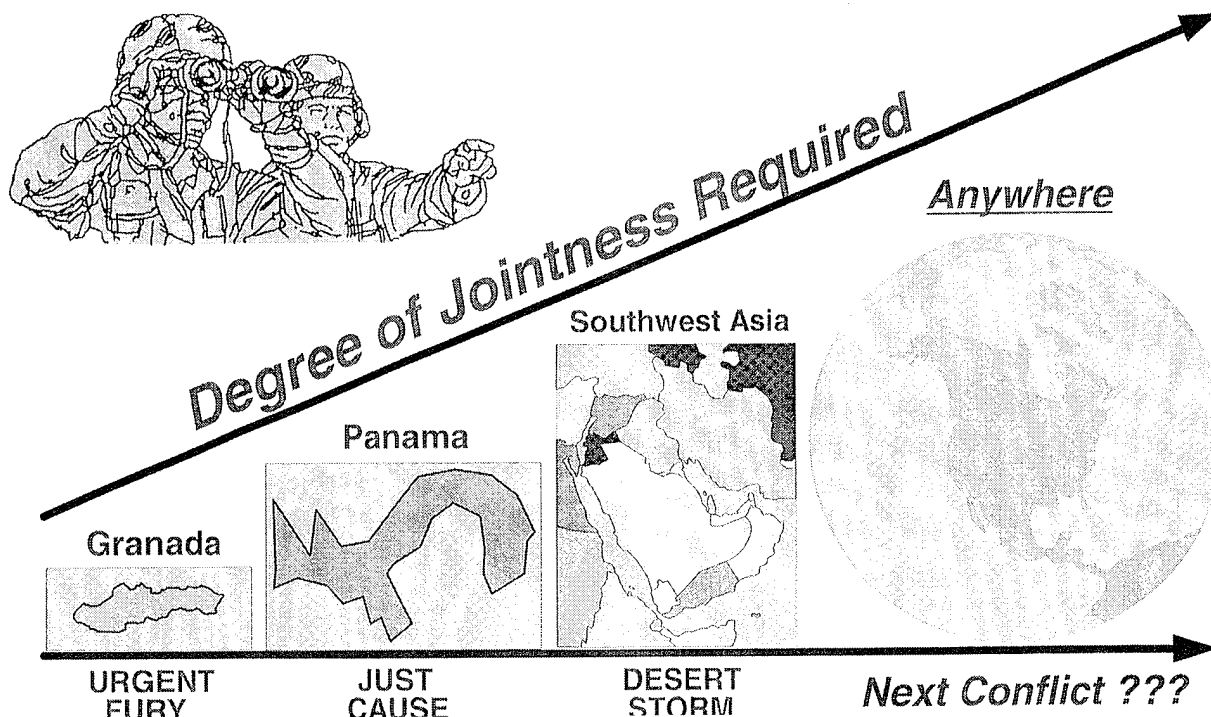 Degree of Jointness Required
Anywhere
Southwest Asia
Panama
Granada
URGENT
FURY
JUST
CAUSE
DESERT
STORM
Next Conflict ???